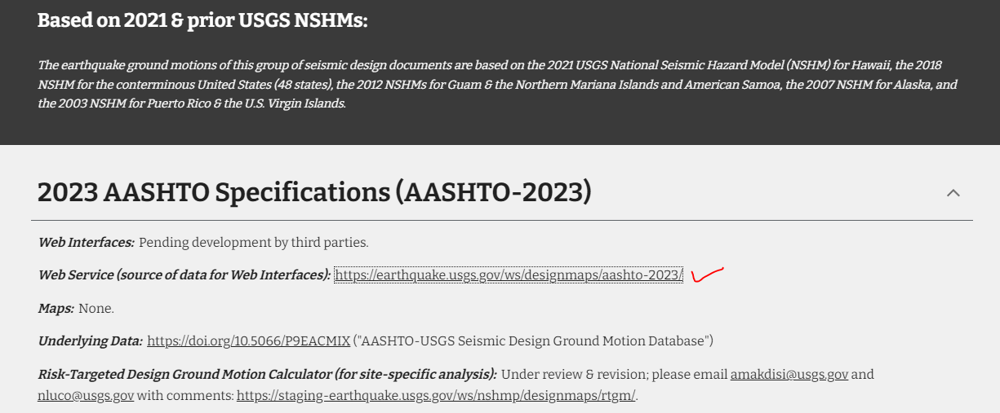 Based on 2021 & prior USGS NSHMs:
The earthquake ground motions of this group of seismic design documents are based on the 2021 USGS National Seismic Hazard Model (NSHM) for Hawaii, the 2018
NSHM for the conterminous United States (48 states), the 2012 NSHMs for Guam & the Northern Mariana Islands and American Samoa, the 2007 NSHM for Alaska, and
the 2003 NSHM for Puerto Rico & the U.S. Virgin Islands.
2023 AASHTO Specifications (AASHTO-2023)
Web Interfaces: Pending development by third parties.
Web Service (source of data for Web Interfaces): https://earthquake.usgs.gov/ws/designmaps/aashto-2023/
Maps: None.
Underlying Data: https://doi.org/10.5066/P9EACMIX ("AASHTO-USGS Seismic Design Ground Motion Database")
Risk-Targeted Design Ground Motion Calculator (for site-specific analysis): Under review & revision; please email amakdisi@usgs.gov and
nluco@usgs.gov with comments: https://staging-earthquake.usgs.gov/ws/nshmp/designmaps/rtgm/.